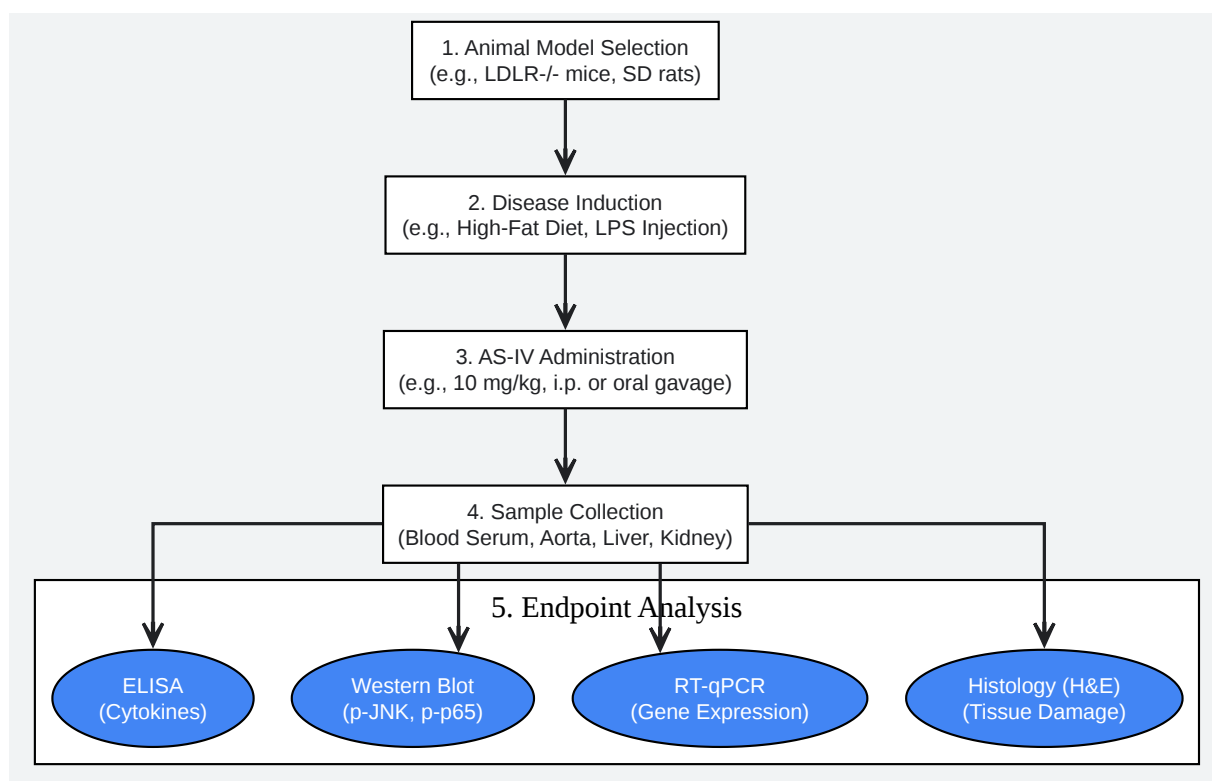 1. Animal Model Selection
(e.g., LDLR-/- mice, SD rats)
2. Disease Induction
(e.g., High-Fat Diet, LPS Injection)
3. AS-IV Administration
(e.g., 10 mg/kg, i.p. or oral gavage)
4. Sample Collection
(Blood Serum, Aorta, Liver, Kidney)
5. Endpoint Analysis
ELISA
(Cytokines)
Western Blot
(p-JNK, p-p65)
RT-qPCR
(Gene Expression)
Histology (H&E)
(Tissue Damage)